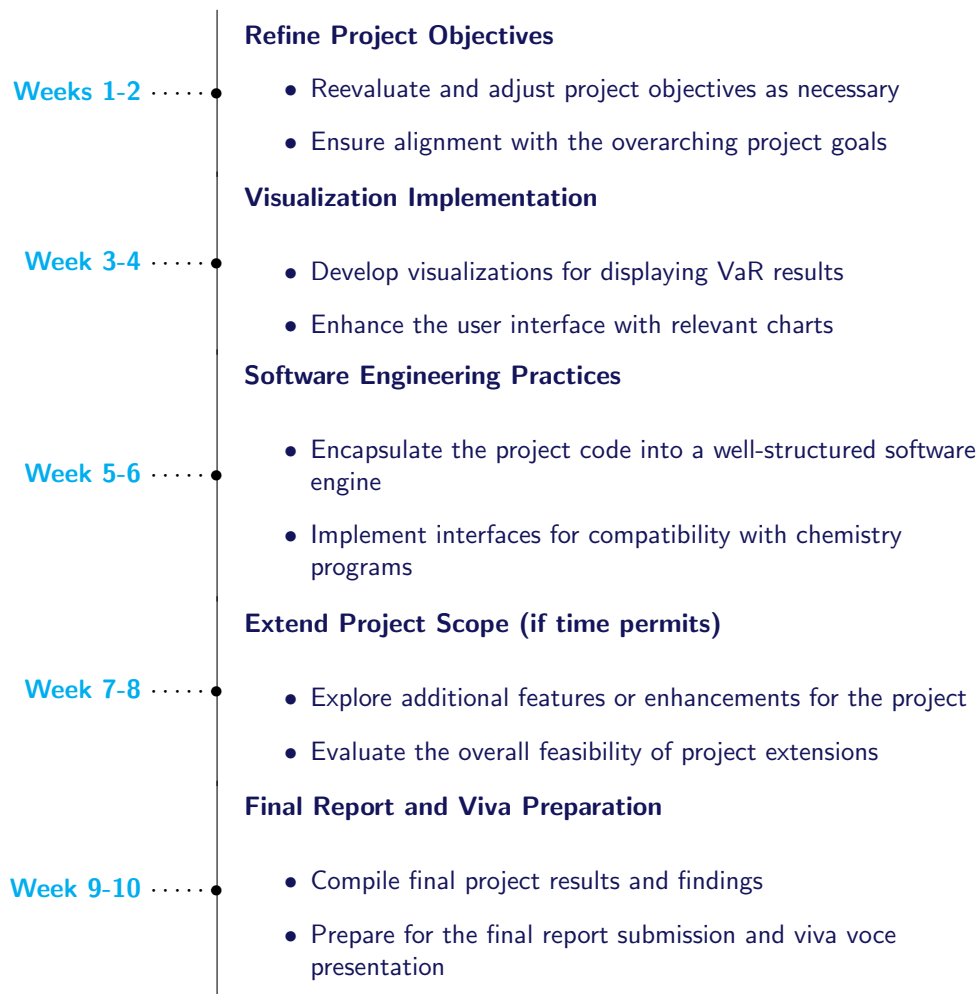 Refine Project Objectives
Weeks 1-2
• Reevaluate and adjust project objectives as necessary
• Ensure alignment with the overarching project goals
Visualization Implementation
Week 3-4
• Develop visualizations for displaying VaR results
• Enhance the user interface with relevant charts
Software Engineering Practices
Week 5-6
• Encapsulate the project code into a well-structured software
engine
• Implement interfaces for compatibility with chemistry
programs
Extend Project Scope (if time permits)
Week 7-8
• Explore additional features or enhancements for the project
• Evaluate the overall feasibility of project extensions
Final Report and Viva Preparation
Week 9-10
• Compile final project results and findings
• Prepare for the final report submission and viva voce
presentation